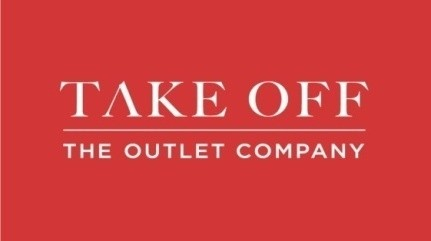 TAKE OFF
THE OUTLET COMPANY